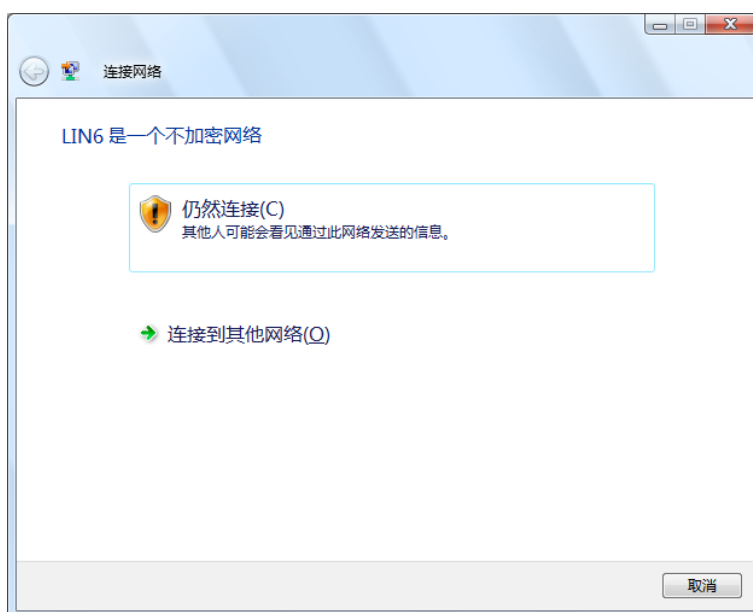 连接网络
LIN6 是一个不加密网络
仍然连接(C)
其他人可能会看见通过此网络发送的信息。
连接到其他网络(O)
取消